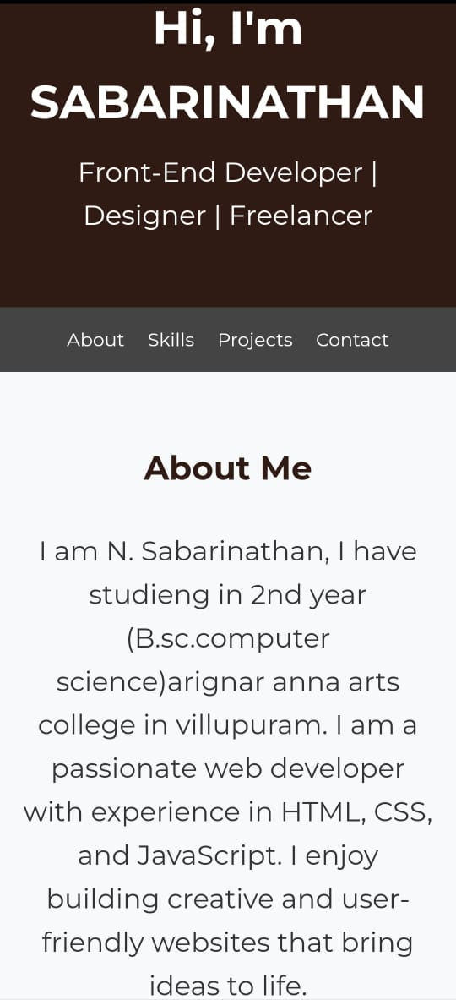 Hi, I'm
SABARINATHAN
Front-End Developer |
Designer | Freelancer
About Skills Projects Contact
About Me
I am N. Sabarinathan, I have
studieng in 2nd year
(B.sc.computer
science)arignar anna arts
college in villupuram. I am a
passionate web developer
with experience in HTML, CSS,
and JavaScript. I enjoy
building creative and user-
friendly websites that bring
ideas to life.